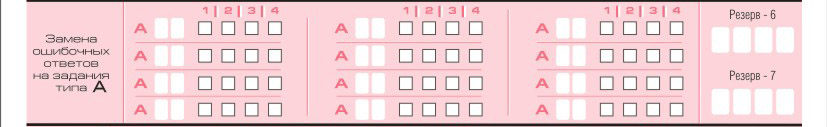 Замена
ошибочных
ответов
на задания
типа А
1 | 2 | 3 | 4
А
А
А
А
1 | 2 | 3 | 4
А
А
А
А
1 | 2 | 3 | 4
А
А
А
А
Резерв - 6
Резерв - 7